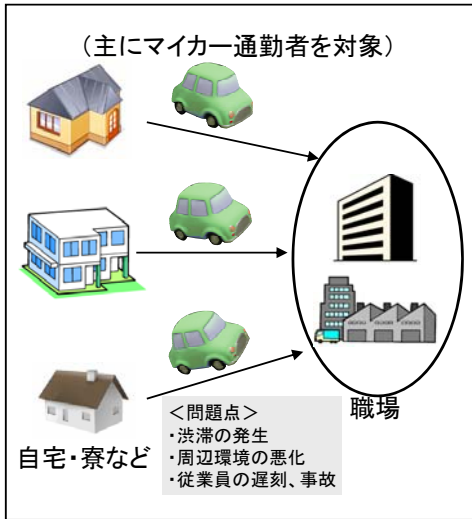 （主にマイカー通勤者を対象）
自宅・寮など
＜問題点＞
・渋滞の発生
・周辺環境の悪化
・従業員の遅刻、事故
職場